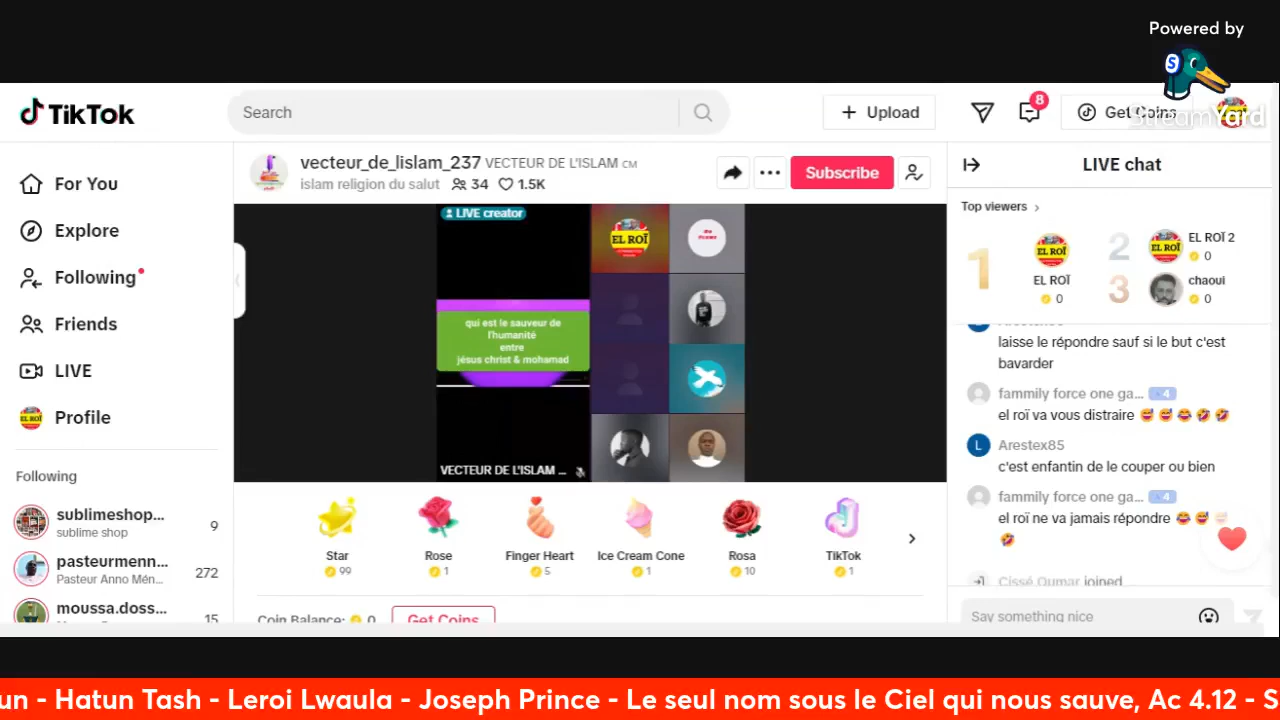 Powered by
StreamYard
TikTok
Search
Upload
8
Get Coins
For You
Explore
Following
Friends
LIVE
Profile
Following
sublimeshop...
sublime shop
9
pasteurmenn...
Pasteur Anno Mén...
272
moussa.doss...
15
vecteur_de_lislam_237 VECTEUR DE L'ISLAM CM
islam religion du salut 34 1.5K
Subscribe
LIVE creator
EL ROÏ
qui est le sauveur de
l'humanité
entre
jésus christ & mohamad
VECTEUR DE L'ISLAM ...
Star
99
Rose
1
Finger Heart
5
Ice Cream Cone
1
Rosa
10
TikTok
1
Coin Balance: 0
Get Coins
LIVE chat
Top viewers
1
EL ROÏ
EL ROÏ
0
2
EL ROÏ
EL ROÏ 2
0
3
chaoui
0
Arestex85
laisse le répondre sauf si le but c'est
bavarder
fammily force one ga... 4
el roï va vous distraire
L
Arestex85
c'est enfantin de le couper ou bien
fammily force one ga... 4
el roï ne va jamais répondre
Cissé Oumar joined
Say something nice
un - Hatun Tash - Leroi Lwaula - Joseph Prince - Le seul nom sous le Ciel qui nous sauve, Ac 4.12 - S